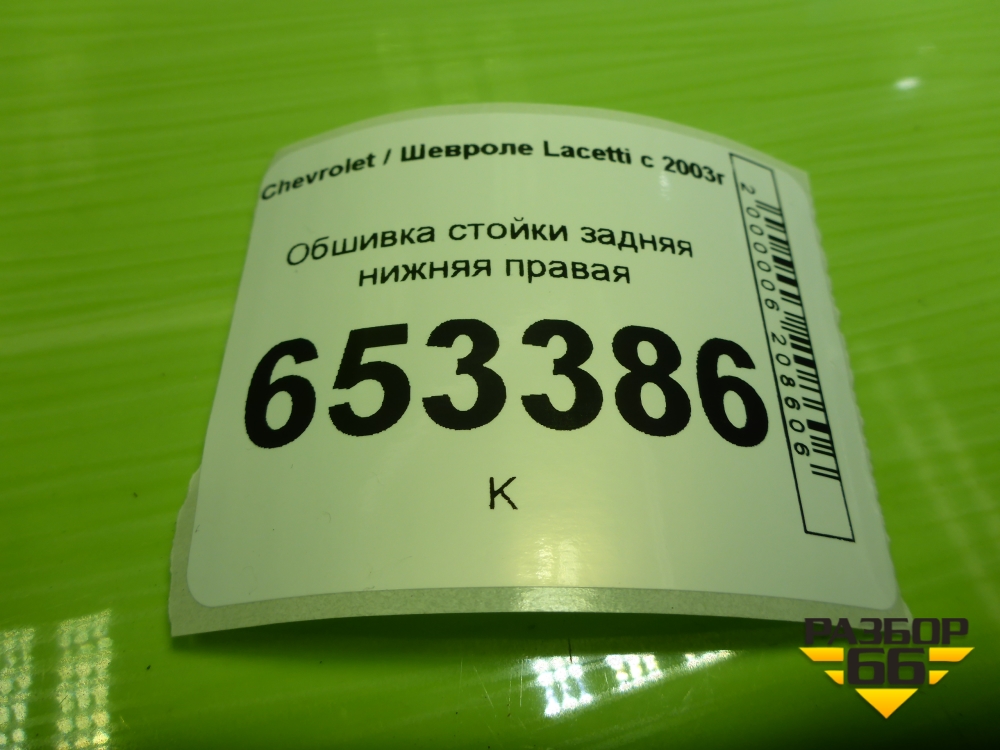 Chevrolet / Шевроле Lacetti с 2003г
Обшивка стойки задняя
нижняя правая
653386
К
2000006208606
РАЗБОР
66